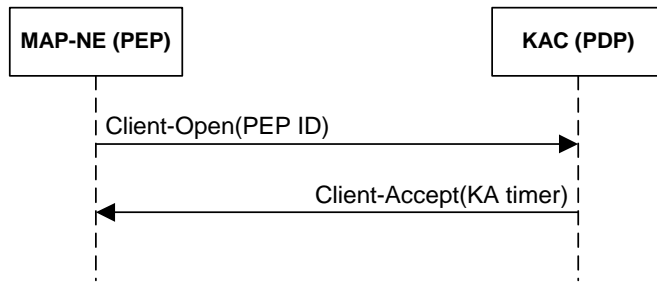 MAP-NE (PEP)
KAC (PDP)
Client-Open(PEP ID)
Client-Accept(KA timer)